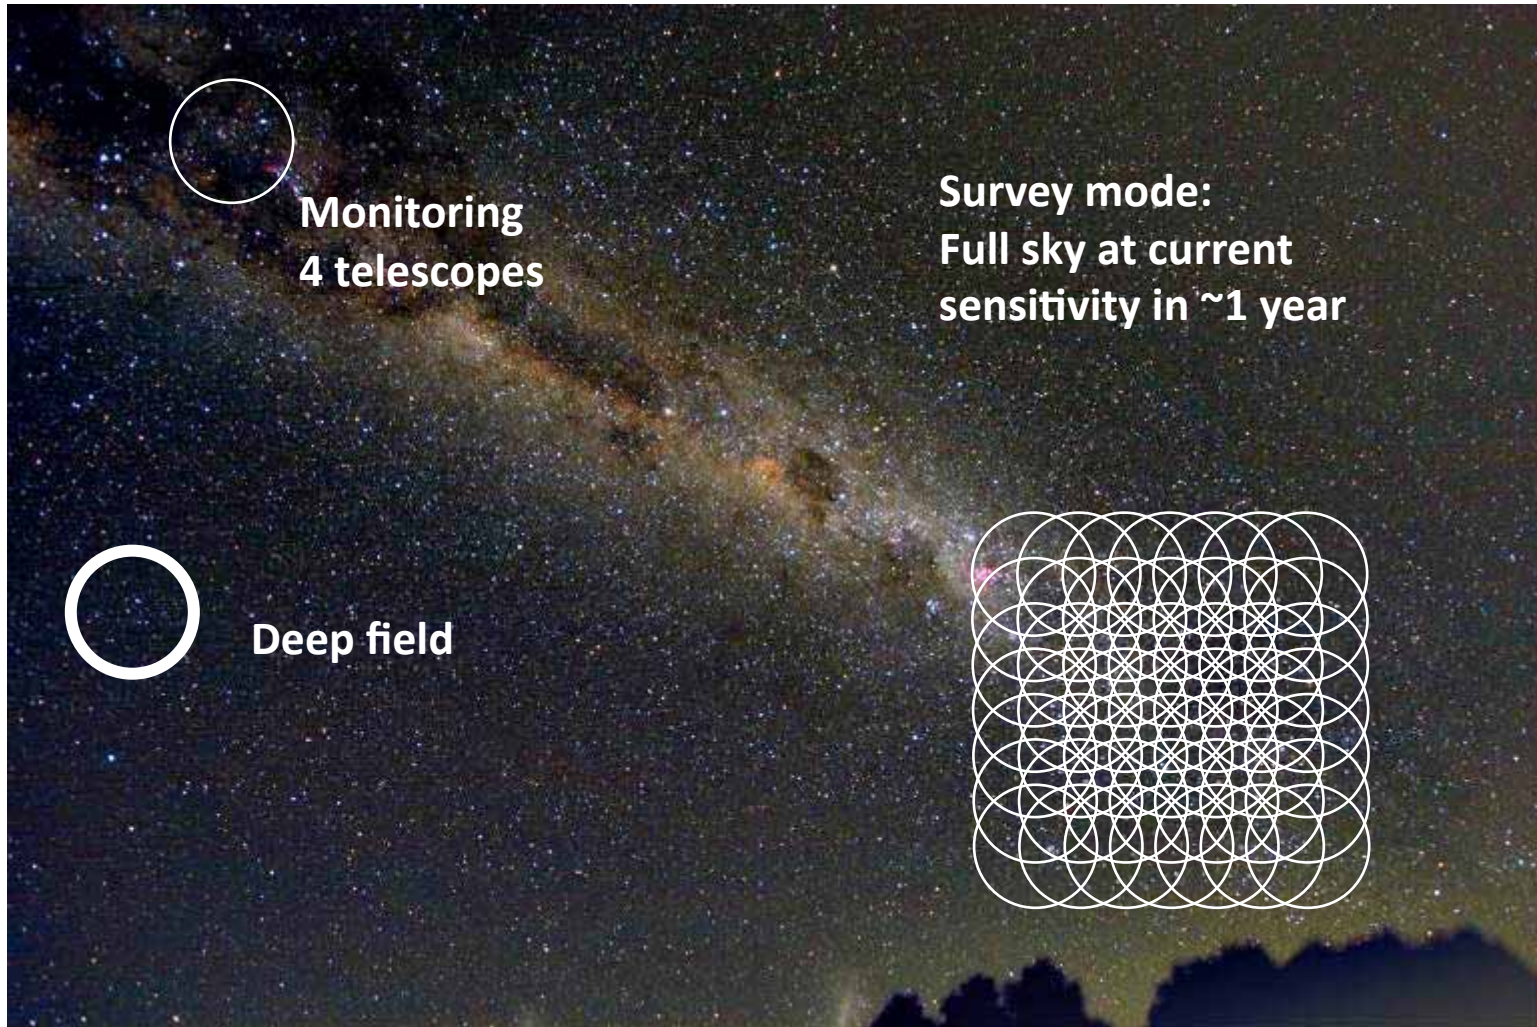 Monitoring
4 telescopes
Survey mode:
Full sky at current
sensitivity in ~1 year
Deep field